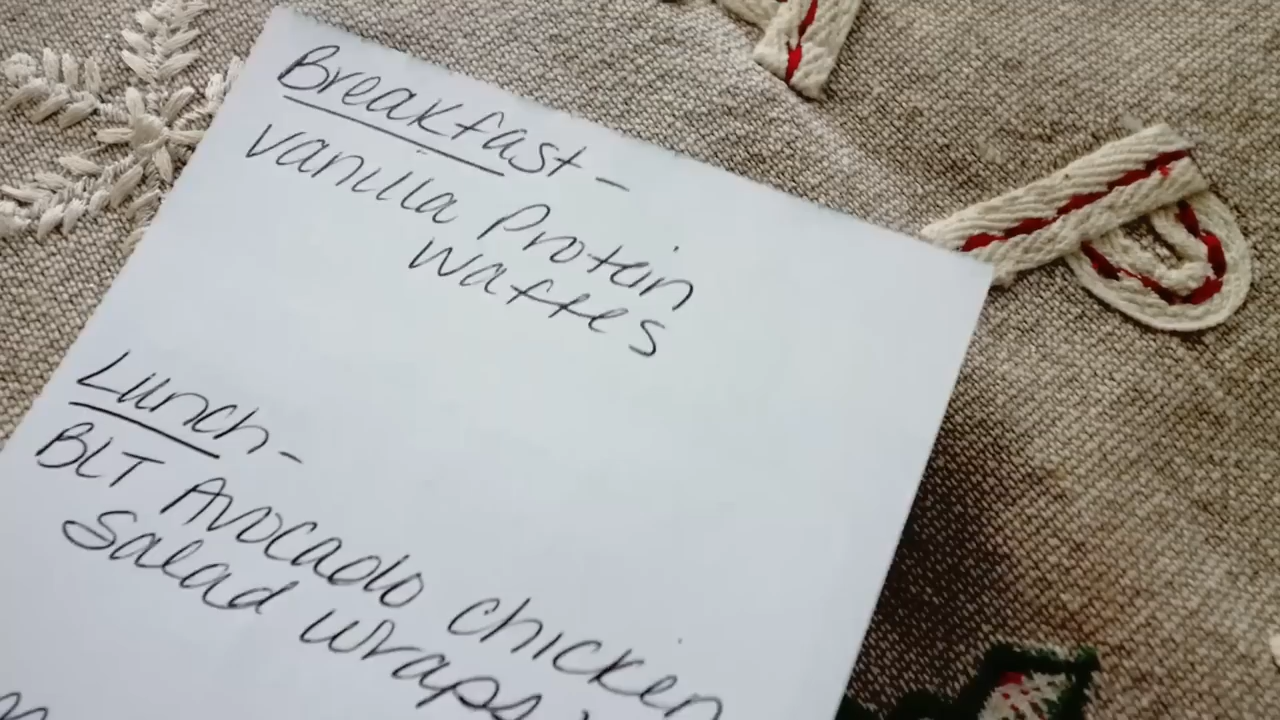 Breakfast-
Vanilla Protein
waffles
Lunch-
BLT Avocado chicken
Salad wraps